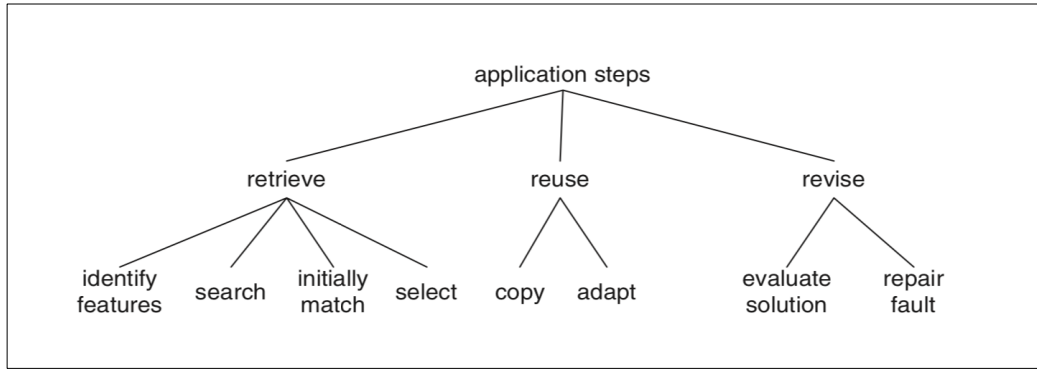 application steps
retrieve
reuse
revise
identify
features
search
initially
match
select
copy
adapt
evaluate
solution
repair
fault